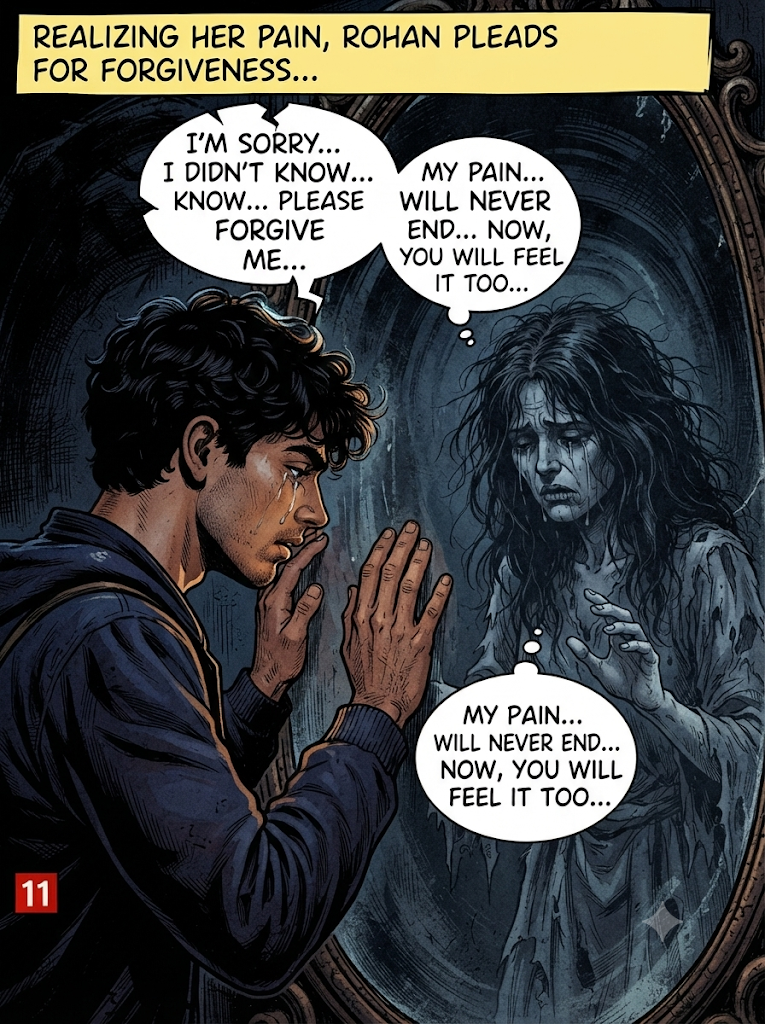 REALIZING HER PAIN, ROHAN PLEADS
FOR FORGIVENESS...
I'M SORRY...
I DIDN'T KNOW...
KNOW... PLEASE
FORGIVE
ME...
MY PAIN...
WILL NEVER
END... NOW,
YOU WILL FEEL
IT TOO...
MY PAIN...
WILL NEVER END...
NOW, YOU WILL
FEEL IT TOO...
11